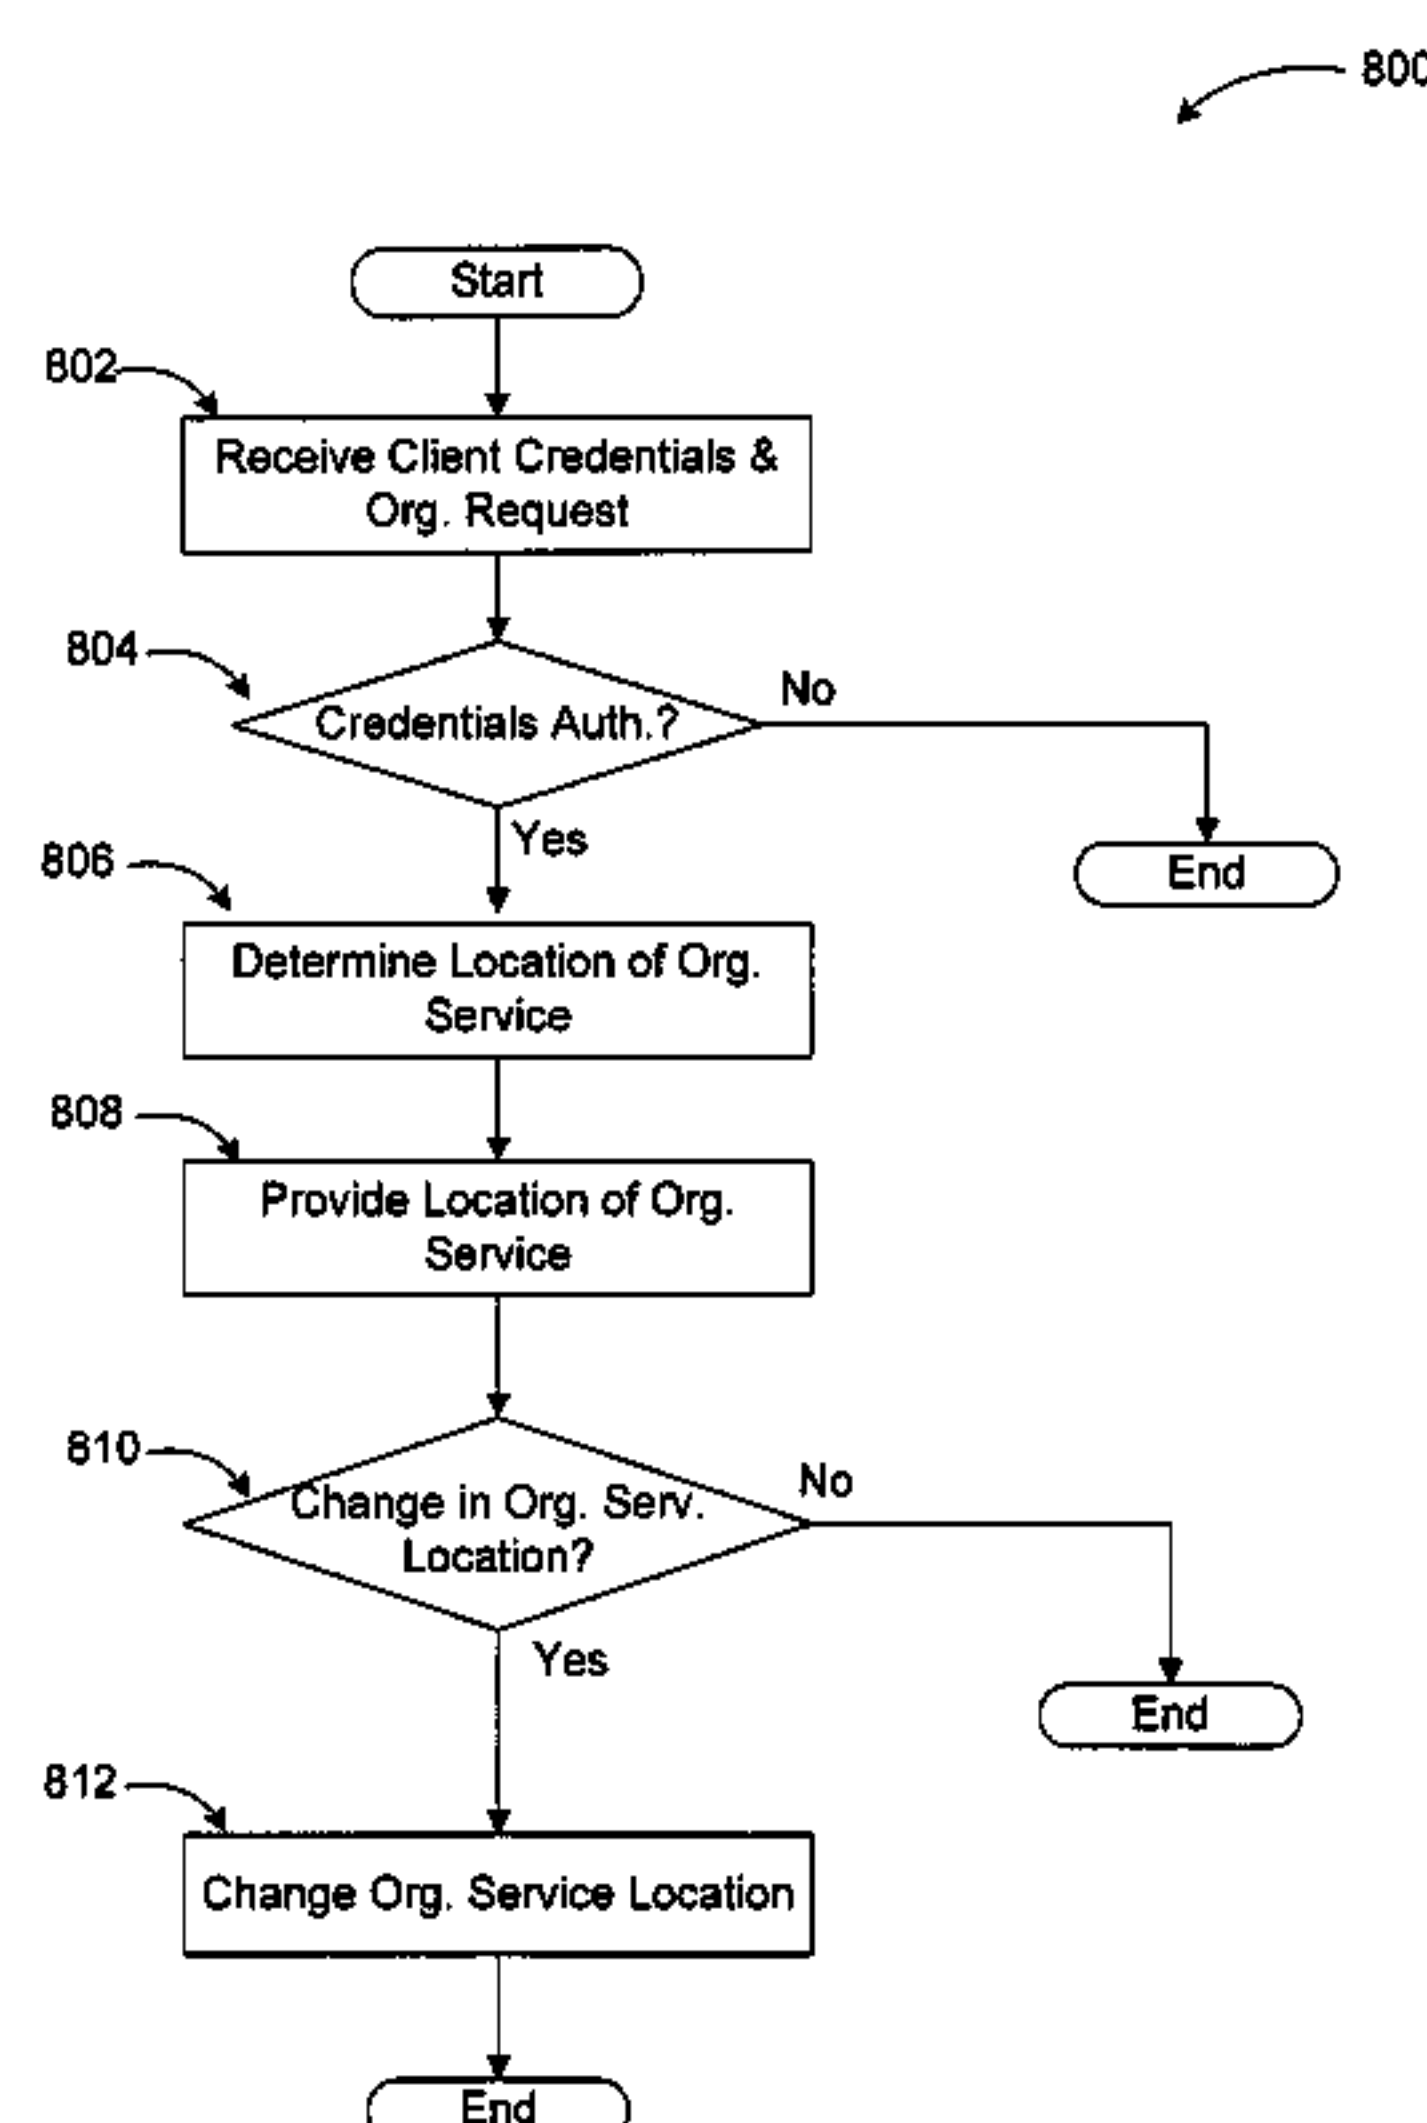 800
Start
802
Receive Client Credentials &
Org. Request
804
Credentials Auth.?
No
Yes
End
806
Determine Location of Org.
Service
808
Provide Location of Org.
Service
810
Change in Org. Serv.
Location?
No
Yes
End
812
Change Org. Service Location
End